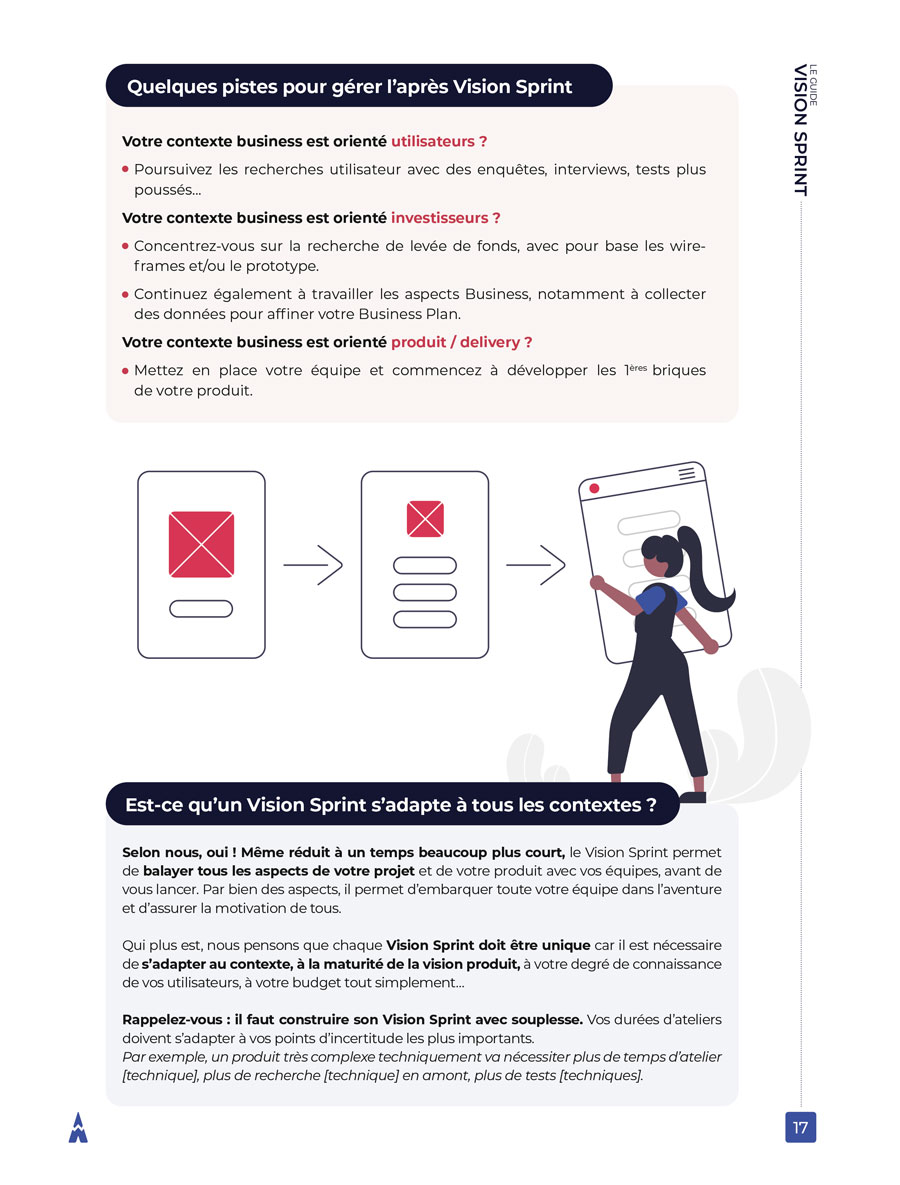 LE GUIDE
VISION SPRINT
Quelques pistes pour gérer l’après Vision Sprint
Votre contexte business est orienté utilisateurs ?
• Poursuivez les recherches utilisateur avec des enquêtes, interviews, tests plus
poussés...
Votre contexte business est orienté investisseurs ?
• Concentrez-vous sur la recherche de levée de fonds, avec pour base les wire-
frames et/ou le prototype.
• Continuez également à travailler les aspects Business, notamment à collecter
des données pour affiner votre Business Plan.
Votre contexte business est orienté produit / delivery ?
• Mettez en place votre équipe et commencez à développer les 1ères briques
de votre produit.
Est-ce qu’un Vision Sprint s’adapte à tous les contextes ?
Selon nous, oui ! Même réduit à un temps beaucoup plus court, le Vision Sprint permet
de balayer tous les aspects de votre projet et de votre produit avec vos équipes, avant de
vous lancer. Par bien des aspects, il permet d’embarquer toute votre équipe dans l’aventure
et d’assurer la motivation de tous.
Qui plus est, nous pensons que chaque Vision Sprint doit être unique car il est nécessaire
de s’adapter au contexte, à la maturité de la vision produit, à votre degré de connaissance
de vos utilisateurs, à votre budget tout simplement...
Rappelez-vous : il faut construire son Vision Sprint avec souplesse. Vos durées d’ateliers
doivent s’adapter à vos points d’incertitude les plus importants.
Par exemple, un produit très complexe techniquement va nécessiter plus de temps d’atelier
[technique], plus de recherche [technique] en amont, plus de tests [techniques].
17